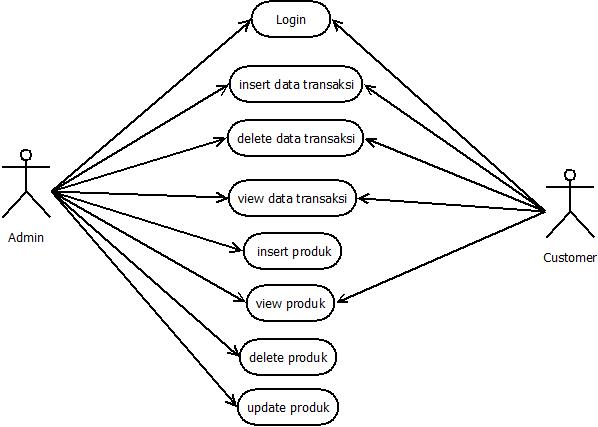 Login
insert data transaksi
delete data transaksi
view data transaksi
Admin
insert produk
Customer
view produk
delete produk
update produk